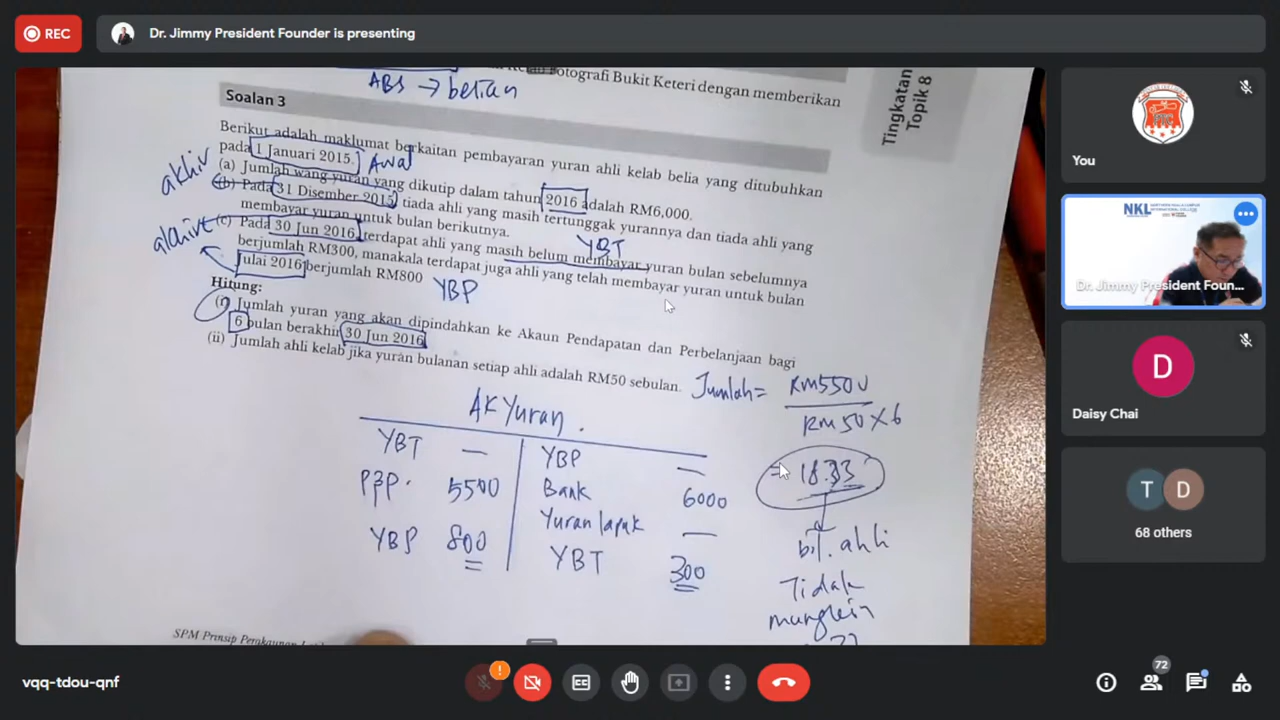 REC
Dr. Jimmy President Founder is presenting
Fotografi Bukit Keteri dengan memberikan
ABS → belian
Tingkatan
Topik 8
Soalan 3
Berikut adalah maklumat berkaitan pembayaran yuran ahli kelab belia yang ditubuhkan
pada 1 Januari 2015. Awal
(a) Jumlah wang yuran yang dikutip dalam tahun 2016 adalah RM6,000.
akhir (b) Pada 31 Disember 2015 tiada ahli yang masih tertunggak yurannya dan tiada ahli yang
membayar yuran untuk bulan berikutnya.
YBT
(c) Pada 30 Jun 2016 terdapat ahli yang masih belum membayar yuran bulan sebelumnya
berjumlah RM300, manakala terdapat juga ahli yang telah membayar yuran untuk bulan
Julai 2016 berjumlah RM800 YBP
Hitung:
(i) Jumlah yuran yang akan dipindahkan ke Akaun Pendapatan dan Perbelanjaan bagi
6 bulan berakhir 30 Jun 2016
(ii) Jumlah ahli kelab jika yuran bulanan setiap ahli adalah RM50 sebulan.
Jumlah = RM5500
RM50 X 6
= 18.33
bil. ahli
Tidak
mungkin
AK Yuran.
YBT — YBP —
P&P. 5500 Bank 6000
Yuran lapuk —
YBP 800 YBT 300
SPM Prinsip Perakaunan
You
NKL
Dr. Jimmy President Foun...
D
Daisy Chai
T D
68 others
vqq-tdou-qnf
72